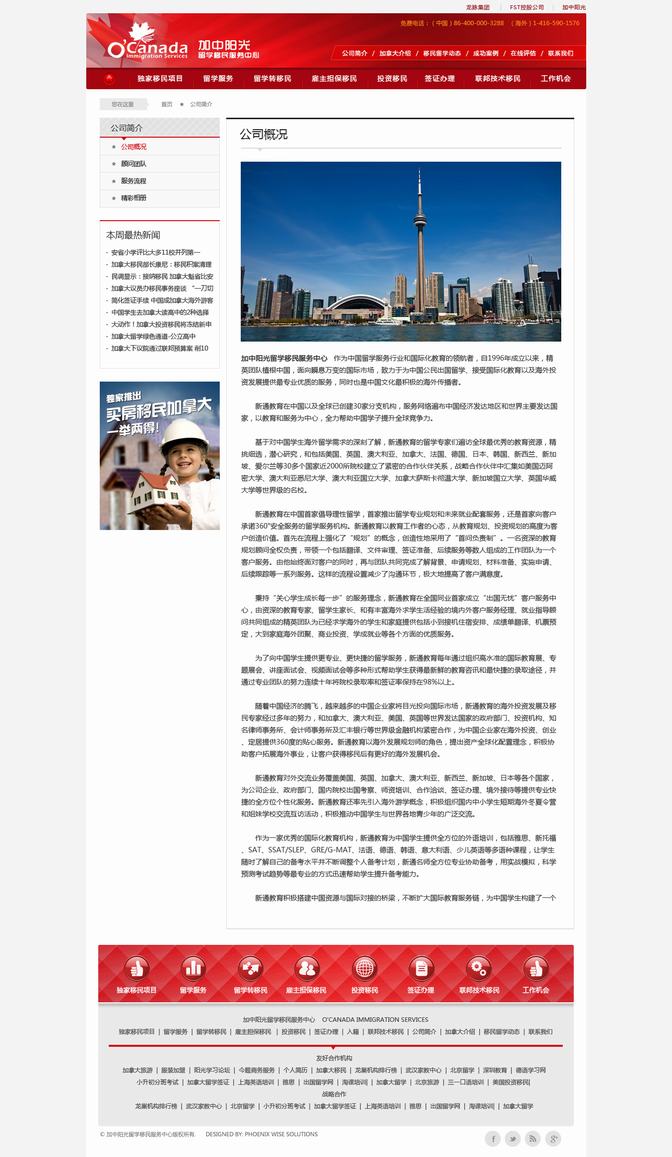 龙脉集团 | FST控股公司 | 加中阳光
免费电话：（中国）86-400-000-3288 （海外）1-416-590-1576
O'Canada
Immigration Services
加中阳光
留学移民服务中心
公司简介 / 加拿大介绍 / 移民留学动态 / 成功案例 / 在线评估 / 联系我们
独家移民项目 留学服务 留学转移民 雇主担保移民 投资移民 签证办理 联邦技术移民 工作机会
您在这里 首页 公司简介
公司简介
公司概况
顾问团队
服务流程
精彩相册
本周最热新闻
- 安省小学评比大多11校并列第一
- 加拿大移民部长康尼：移民积案清理
- 民调显示：接纳移民 加拿大魁省比安
- 加拿大议员办移民事务座谈 “一刀切
- 简化签证手续 中国成加拿大海外游客
- 中国学生去加拿大读高中的2种选择
- 大动作！加拿大投资移民将冻结新申
- 加拿大留学绿色通道-公立高中
- 加拿大下议院通过联邦预算案 削10
独家推出
买房移民加拿大
一举两得！
公司概况
加中阳光留学移民服务中心 作为中国留学服务行业和国际化教育的领航者，自1996年成立以来，精
英团队植根中国，面向瞬息万变的国际市场，致力于为中国公民出国留学、接受国际化教育以及海外投
资发展提供最专业优质的服务，同时也是中国文化最积极的海外传播者。
新通教育在中国以及全球已创建30家分支机构，服务网络遍布中国经济发达地区和世界主要发达国
家，以教育和服务为中心，全力帮助中国学子提升全球竞争力。
基于对中国学生海外留学需求的深刻了解，新通教育的留学专家们遍访全球最优秀的教育资源，精
挑细选，潜心研究，和包括美国、英国、澳大利亚、加拿大、法国、德国、日本、韩国、新西兰、新加
坡、爱尔兰等30多个国家近2000所院校建立了紧密的合作伙伴关系，战略合作伙伴中汇集如美国迈阿
密大学、澳大利亚悉尼大学、澳大利亚国立大学、加拿大萨斯卡彻温大学、新加坡国立大学、英国华威
大学等世界级的名校。
新通教育在中国首家倡导理性留学，首家推出留学专业规划和未来就业配套服务，还是首家向客户
承诺360°安全服务的留学服务机构。新通教育以教育工作者的心态，从教育规划、投资规划的高度为客
户创造价值。首先在流程上强化了“规划”的概念，创造性地采用了“首问负责制”。一名资深的教育
规划顾问全权负责，带领一个包括翻译、文件审理、签证准备、后续服务等数人组成的工作团队为一个
客户服务。由他始终面对客户的同时，再与团队共同完成了解背景、申请规划、材料准备、实施申请、
后续跟踪等一系列服务。这样的流程设置减少了沟通环节，极大地提高了客户满意度。
秉持“关心学生成长每一步”的服务理念，新通教育在全国同业首家成立“出国无忧”客户服务中
心，由资深的教育专家、留学生家长、和有丰富海外求学生活经验的境内外客户服务经理、就业指导顾
问共同组成的精英团队为已经求学海外的学生和家庭提供包括小到接机住宿安排、成绩单翻译、机票预
定，大到家庭海外团聚、商业投资、学成就业等各个方面的优质服务。
为了向中国学生提供更专业、更快捷的留学服务，新通教育每年通过组织高水准的国际教育展、专
题展会、讲座面试会、视频面试会等多种形式帮助学生获得最新鲜的教育咨讯和最快捷的录取途径，并
通过专业团队的努力连续十年将院校录取率和签证率保持在98%以上。
随着中国经济的腾飞，越来越多的中国企业家将目光投向国际市场，新通教育的海外投资发展及移
民专家经过多年的努力，和加拿大、澳大利亚、美国、英国等世界发达国家的政府部门、投资机构、知
名律师事务所、会计师事务所及汇丰银行等世界级金融机构紧密合作，为中国企业家在海外投资、创业
、定居提供360度的贴心服务。新通教育以海外发展规划师的角色，提出资产全球化配置理念，积极协
助客户拓展海外事业，让客户获得移民后有更好的海外发展机会。
新通教育对外交流业务覆盖美国、英国、加拿大、澳大利亚、新西兰、新加坡、日本等各个国家，
为公司企业、政府部门、国内院校出国考察、师资培训、合作洽谈、签证办理、境外接待等提供专业快
捷的全方位个性化服务。新通教育还率先引入海外游学概念，积极组织国内中小学生短期海外冬夏令营
和姐妹学校交流互访活动，积极推动中国学生与世界各地青少年的广泛交流。
作为一家优秀的国际化教育机构，新通教育为中国学生提供全方位的外语培训，包括雅思、新托福
、SAT、SSAT/SLEP、GRE/G-MAT、法语、德语、韩语、意大利语、少儿英语等多语种课程，让学生
随时了解自己的备考水平并不断调整个人备考计划，新通名师全方位专业协助备考，用实战模拟，科学
预测考试趋势等最专业的方式迅速帮助学生提升备考能力。
新通教育积极搭建中国资源与国际对接的桥梁，不断扩大国际教育服务链，为中国学生构建了一个
独家移民项目 留学服务 留学转移民 雇主担保移民 投资移民 签证办理 联邦技术移民 工作机会
加中阳光留学移民服务中心 O'CANADA IMMIGRATION SERVICES
独家移民项目 | 留学服务 | 留学转移民 | 雇主担保移民 | 投资移民 | 签证办理 | 入籍 | 联邦技术移民 | 公司简介 | 加拿大介绍 | 移民留学动态 | 联系我们
友好合作机构
加拿大旅游 | 服装加盟 | 阳光学习论坛 | 今题商务服务 | 个人简历 | 加拿大移民 | 龙巢机构排行榜 | 武汉家教中心 | 北京留学 | 深圳教育 | 德语学习网
小升初分班考试 | 加拿大留学签证 | 上海英语培训 | 雅思 | 出国留学网 | 淘课培训 | 加拿大留学 | 北京旅游 | 三一口语培训 | 美国投资移民|
战略合作
龙巢机构排行榜 | 武汉家教中心 | 北京留学 | 小升初分班考试 | 加拿大留学签证 | 上海英语培训 | 雅思 | 出国留学网 | 淘课培训| | 加拿大留学
© 加中阳光留学移民服务中心版权所有. DESIGNED BY: PHOENIX WISE SOLUTIONS